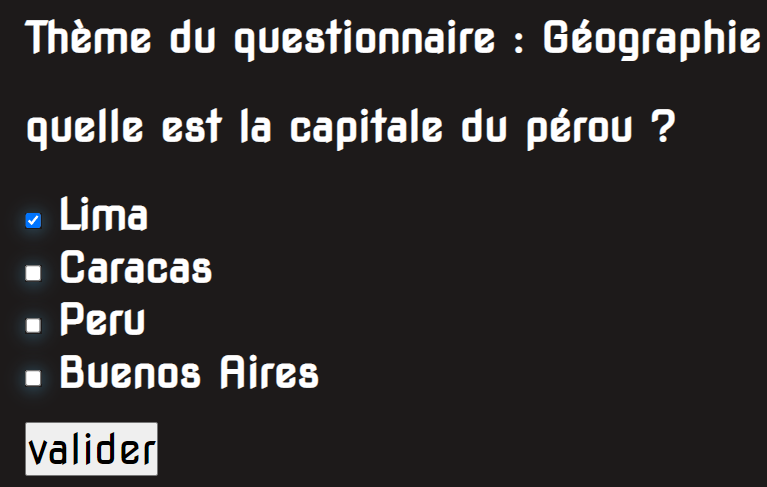 Thème du questionnaire : Géographie
quelle est la capitale du pérou ?
Lima
Caracas
Peru
Buenos Aires
valider